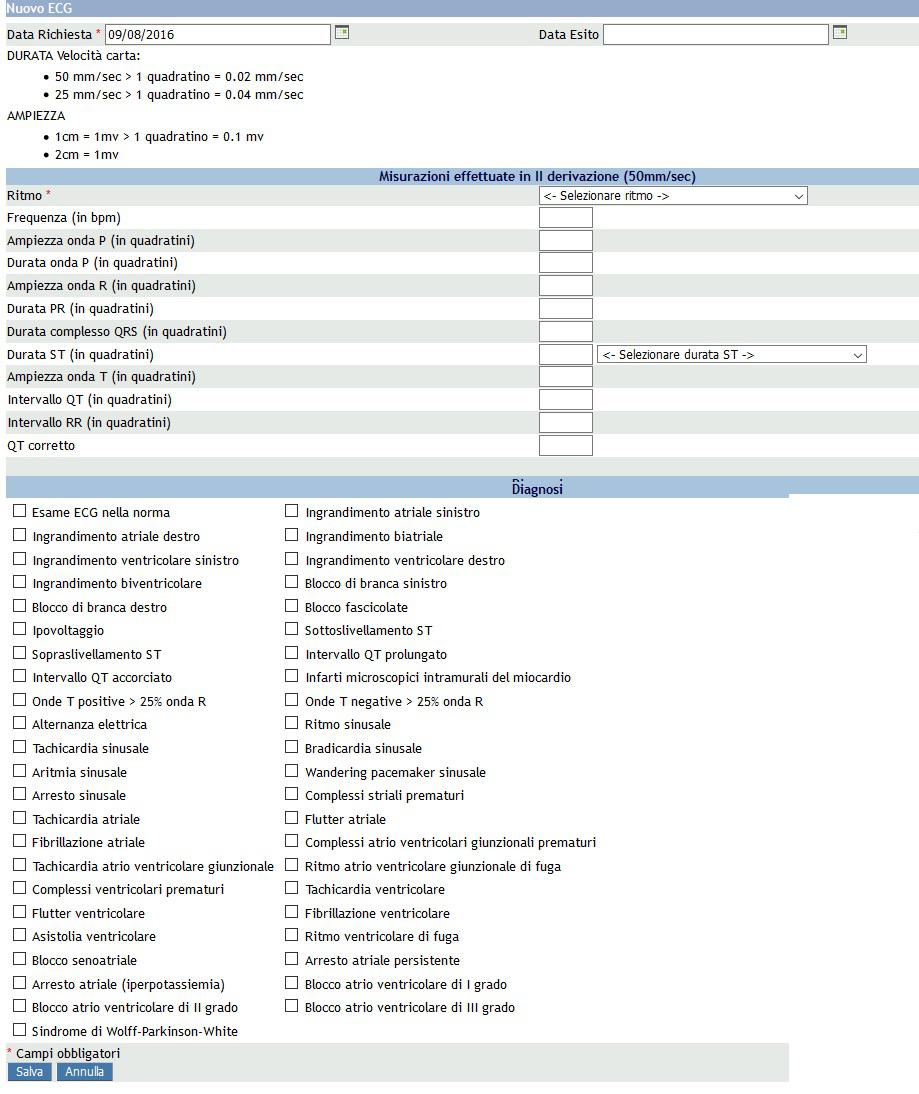 Nuovo ECG
Data Richiesta * 09/08/2016 Data Esito
DURATA Velocità carta:
• 50 mm/sec > 1 quadratino = 0.02 mm/sec
• 25 mm/sec > 1 quadratino = 0.04 mm/sec
AMPIEZZA
• 1cm = 1mv > 1 quadratino = 0.1 mv
• 2cm = 1mv
Misurazioni effettuate in II derivazione (50mm/sec)
Ritmo * <- Selezionare ritmo ->
Frequenza (in bpm)
Ampiezza onda P (in quadratini)
Durata onda P (in quadratini)
Ampiezza onda R (in quadratini)
Durata PR (in quadratini)
Durata complesso QRS (in quadratini)
Durata ST (in quadratini) <- Selezionare durata ST ->
Ampiezza onda T (in quadratini)
Intervallo QT (in quadratini)
Intervallo RR (in quadratini)
QT corretto
Diagnosi
Esame ECG nella norma Ingrandimento atriale sinistro
Ingrandimento atriale destro Ingrandimento biatriale
Ingrandimento ventricolare sinistro Ingrandimento ventricolare destro
Ingrandimento biventricolare Blocco di branca sinistro
Blocco di branca destro Blocco fascicolate
Ipovoltaggio Sottoslivellamento ST
Sopraslivellamento ST Intervallo QT prolungato
Intervallo QT accorciato Infarti microscopici intramurali del miocardio
Onde T positive > 25% onda R Onde T negative > 25% onda R
Alternanza elettrica Ritmo sinusale
Tachicardia sinusale Bradicardia sinusale
Aritmia sinusale Wandering pacemaker sinusale
Arresto sinusale Complessi striali prematuri
Tachicardia atriale Flutter atriale
Fibrillazione atriale Complessi atrio ventricolari giunzionali prematuri
Tachicardia atrio ventricolare giunzionale Ritmo atrio ventricolare giunzionale di fuga
Complessi ventricolari prematuri Tachicardia ventricolare
Flutter ventricolare Fibrillazione ventricolare
Asistolia ventricolare Ritmo ventricolare di fuga
Blocco senoatriale Arresto atriale persistente
Arresto atriale (iperpotassiemia) Blocco atrio ventricolare di I grado
Blocco atrio ventricolare di II grado Blocco atrio ventricolare di III grado
Sindrome di Wolff-Parkinson-White
* Campi obbligatori
Salva Annulla